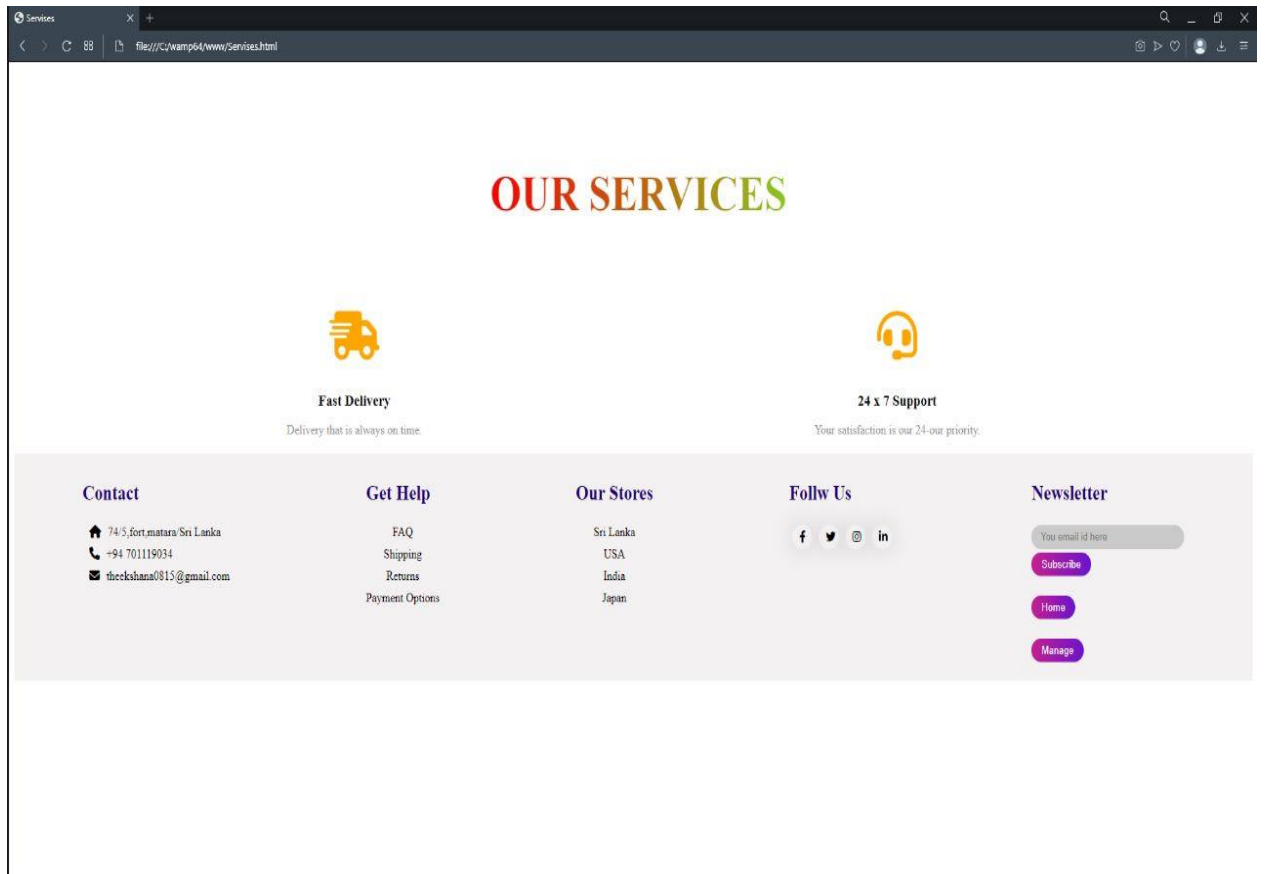 Servises
file:///C:/wamp64/www/Servises.html
OUR SERVICES
Fast Delivery
Delivery that is always on time.
24 x 7 Support
Your satisfaction is our 24-our priority.
Contact
74/5,fort,matara/Sri Lanka
+94 701119034
theekshana0815@gmail.com
Get Help
FAQ
Shipping
Returns
Payment Options
Our Stores
Sri Lanka
USA
India
Japan
Follw Us
Newsletter
You email id here
Subscribe
Home
Manage